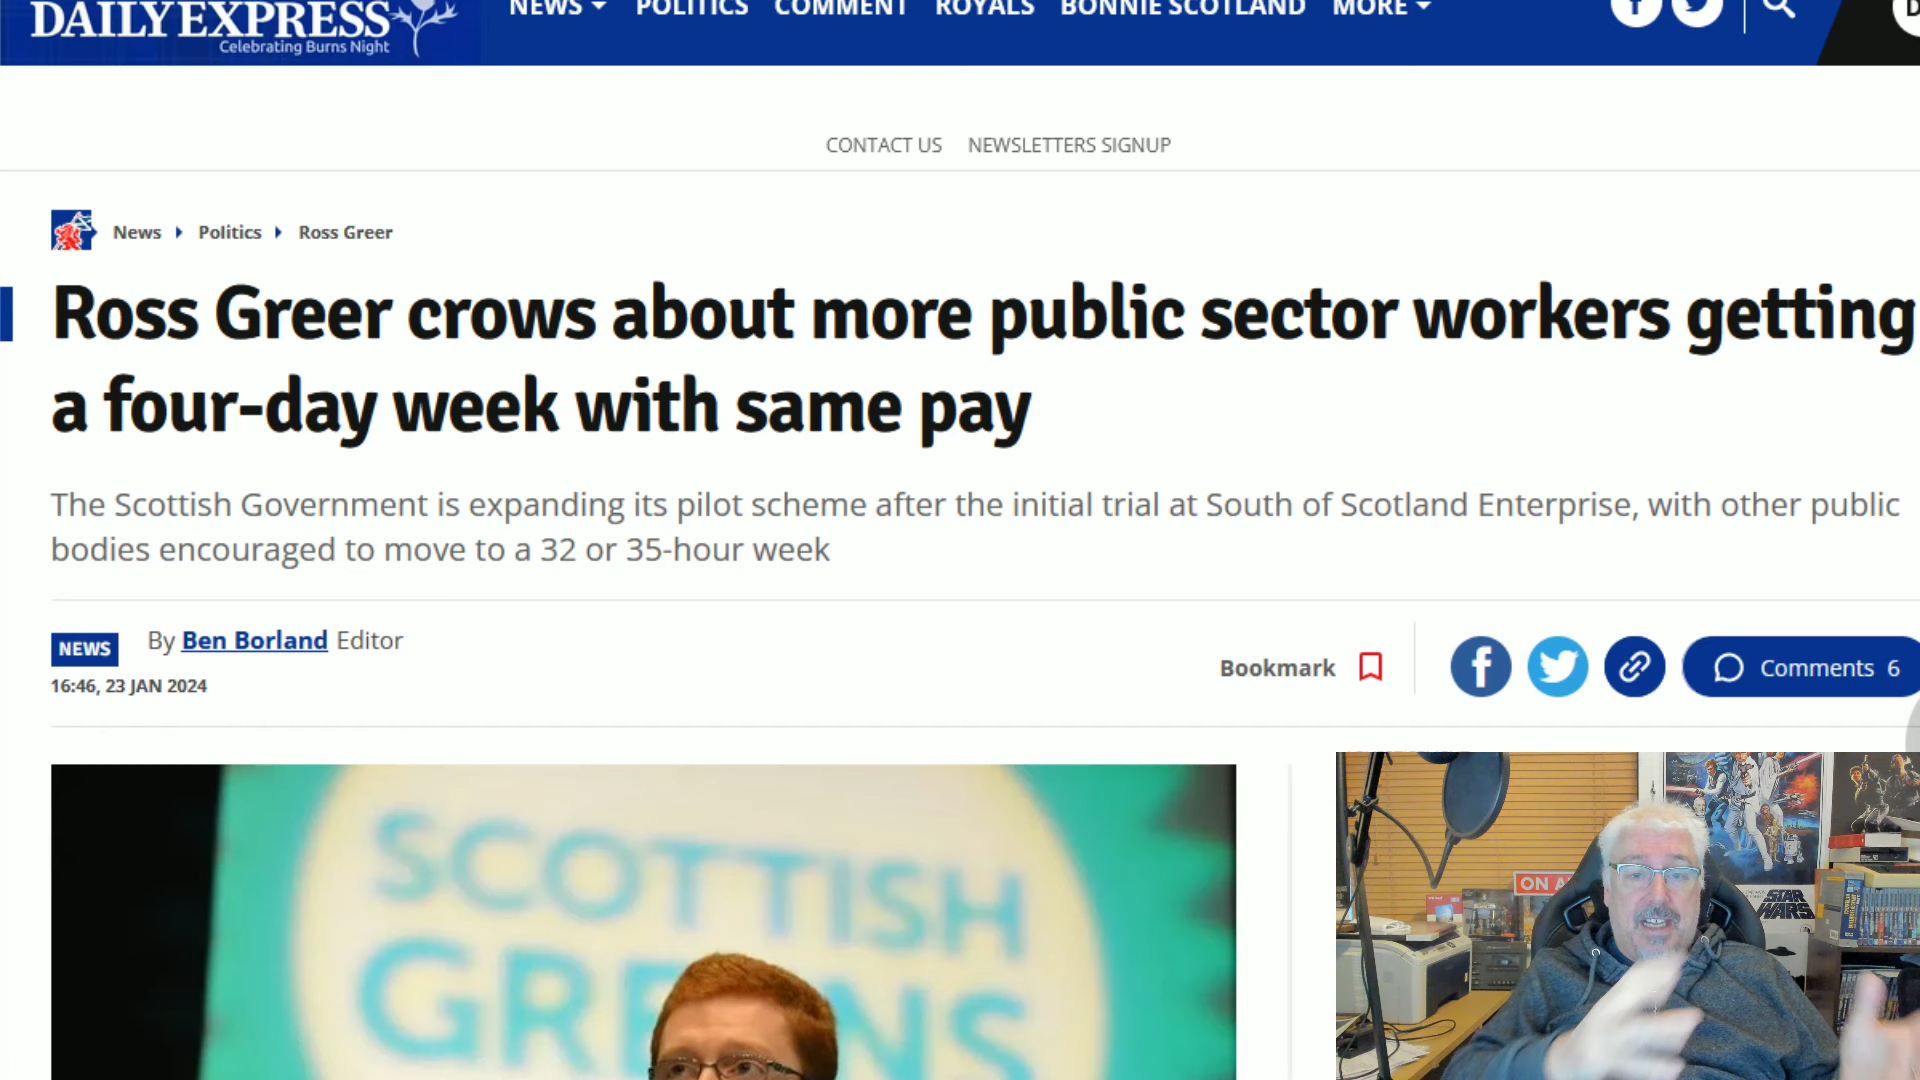 DAILY EXPRESS
Celebrating Burns Night
NEWS
POLITICS
COMMENT
ROYALS
BONNIE SCOTLAND
MORE
CONTACT US
NEWSLETTERS SIGNUP
News
Politics
Ross Greer
Ross Greer crows about more public sector workers getting
a four-day week with same pay
The Scottish Government is expanding its pilot scheme after the initial trial at South of Scotland Enterprise, with other public
bodies encouraged to move to a 32 or 35-hour week
NEWS
By Ben Borland Editor
16:46, 23 JAN 2024
Bookmark
Comments 6
SCOTTISH
ON A
STAR
WARS